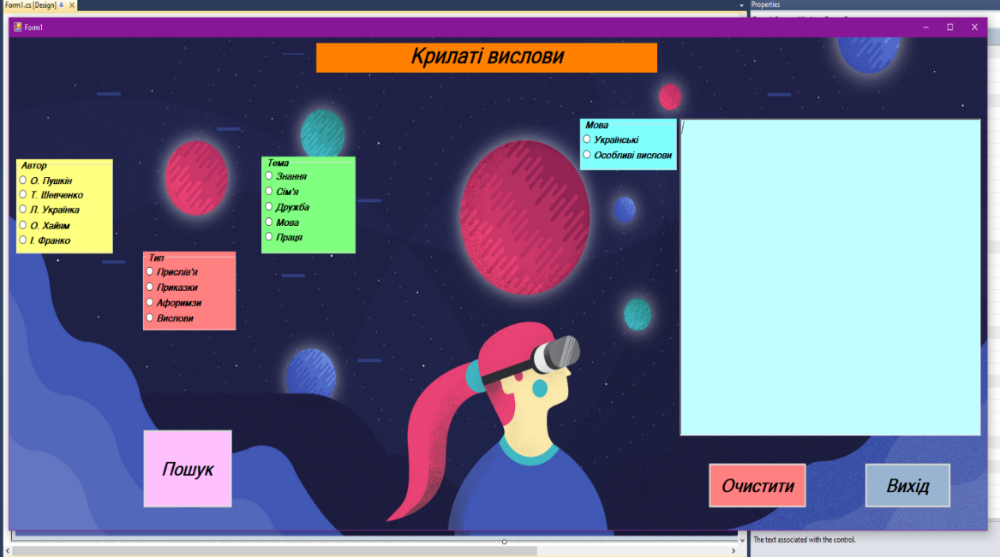 Form1.cs [Design]
Properties
Form1
Крилаті вислови
Автор
О. Пушкін
Т. Шевченко
Л. Українка
О. Хайям
І. Франко
Тип
Прислів'я
Приказки
Афоримзи
Вислови
Тема
Знання
Сім'я
Дружба
Мова
Праця
Мова
Українські
Особливі вислови
Пошук
Очистити
Вихід
The text associated with the control.